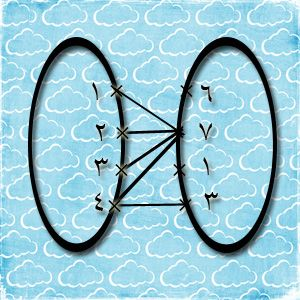 ١ ٦
٢ ٧
٣ ١
٤ ٣